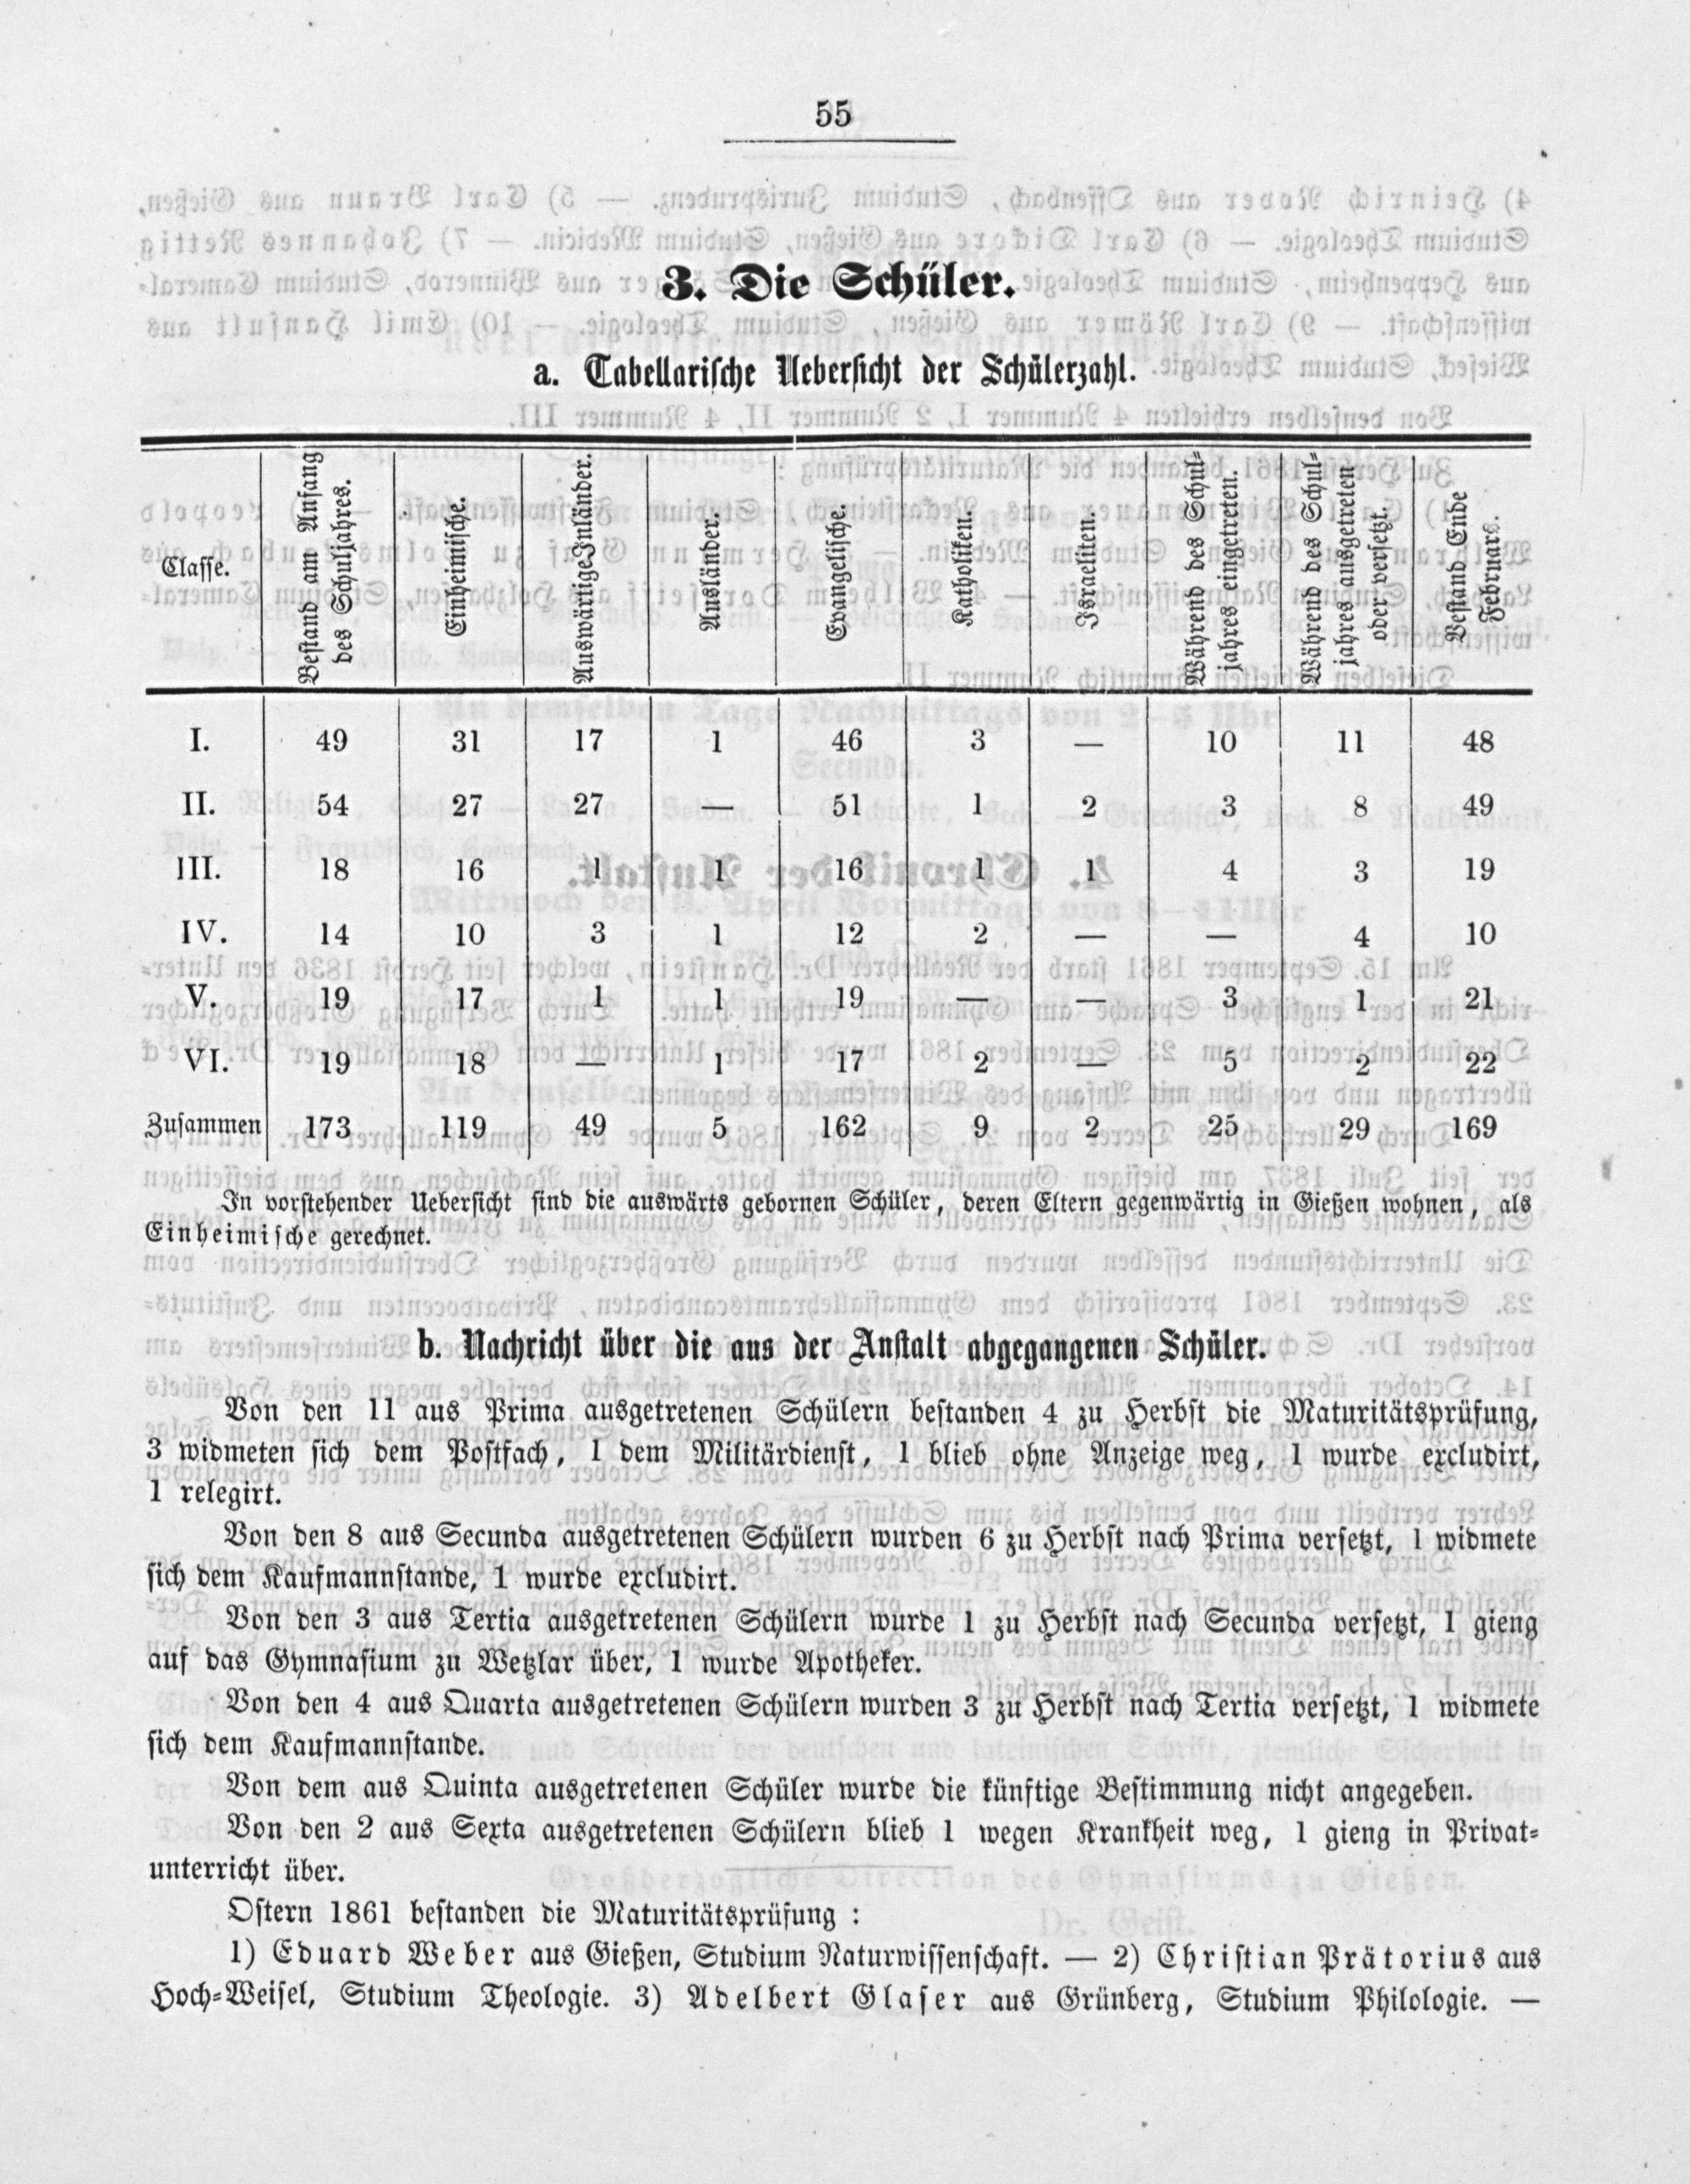 55
3. Die Schüler.
a. Tabellarische Uebersicht der Schülerzahl.
Classe. Bestand am Anfang des Schuljahres. Einheimische. Auswärtige Inländer. Ausländer. Evangelische. Katholiken. Israeliten. Während des Schul-jahres eingetreten. Während des Schul-jahres ausgetreten oder versetzt. Bestand Ende Februars.
I. 49 31 17 1 46 3 — 10 11 48
II. 54 27 27 — 51 1 2 3 8 49
III. 18 16 1 1 16 1 1 4 3 19
IV. 14 10 3 1 12 2 — — 4 10
V. 19 17 1 1 19 — — 3 1 21
VI. 19 18 — 1 17 2 — 5 2 22
Zusammen 173 119 49 5 162 9 2 25 29 169
In vorstehender Uebersicht sind die auswärts gebornen Schüler, deren Eltern gegenwärtig in Gießen wohnen, als
Einheimische gerechnet.
b. Nachricht über die aus der Anstalt abgegangenen Schüler.
Von den 11 aus Prima ausgetretenen Schülern bestanden 4 zu Herbst die Maturitätsprüfung,
3 widmeten sich dem Postfach, 1 dem Militärdienst, 1 blieb ohne Anzeige weg, 1 wurde excludirt,
1 relegirt.
Von den 8 aus Secunda ausgetretenen Schülern wurden 6 zu Herbst nach Prima versetzt, 1 widmete
sich dem Kaufmannstande, 1 wurde excludirt.
Von den 3 aus Tertia ausgetretenen Schülern wurde 1 zu Herbst nach Secunda versetzt, 1 gieng
auf das Gymnasium zu Wetzlar über, 1 wurde Apotheker.
Von den 4 aus Quarta ausgetretenen Schülern wurden 3 zu Herbst nach Tertia versetzt, 1 widmete
sich dem Kaufmannstande.
Von dem aus Quinta ausgetretenen Schüler wurde die künftige Bestimmung nicht angegeben.
Von den 2 aus Sexta ausgetretenen Schülern blieb 1 wegen Krankheit weg, 1 gieng in Privat-
unterricht über.
Ostern 1861 bestanden die Maturitätsprüfung :
1) Eduard Weber aus Gießen, Studium Naturwissenschaft. — 2) Christian Prätorius aus
Hoch-Weisel, Studium Theologie. 3) Adelbert Glaser aus Grünberg, Studium Philologie. —